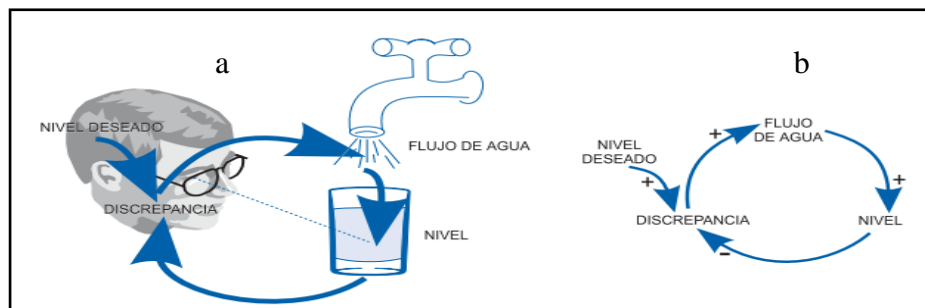 a
NIVEL DESEADO
FLUJO DE AGUA
DISCREPANCIA
NIVEL
b
FLUJO
DE AGUA
+
NIVEL
DESEADO
+
+
DISCREPANCIA
NIVEL
−